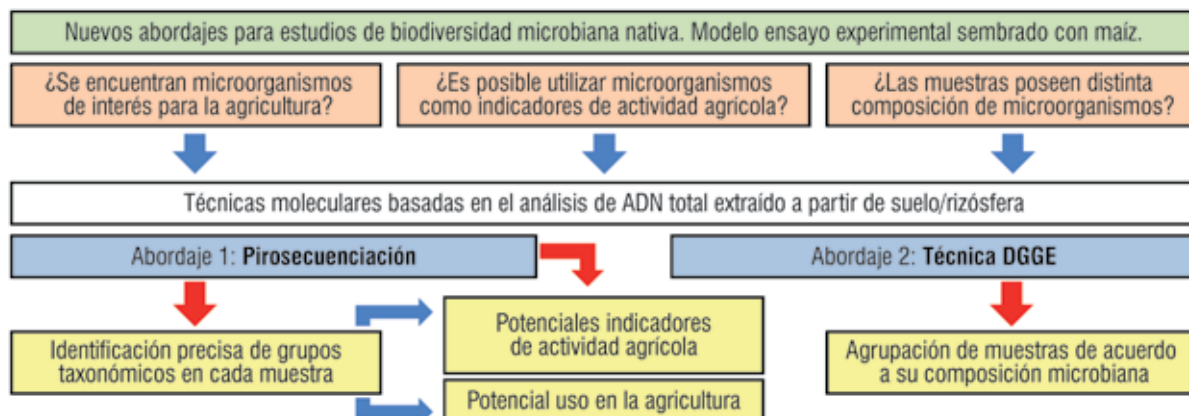 Nuevos abordajes para estudios de biodiversidad microbiana nativa. Modelo ensayo experimental sembrado con maíz.
¿Se encuentran microorganismos
de interés para la agricultura?
¿Es posible utilizar microorganismos
como indicadores de actividad agrícola?
¿Las muestras poseen distinta
composición de microorganismos?
Técnicas moleculares basadas en el análisis de ADN total extraído a partir de suelo/rizósfera
Abordaje 1: Pirosecuenciación
Abordaje 2: Técnica DGGE
Identificación precisa de grupos
taxonómicos en cada muestra
Potenciales indicadores
de actividad agrícola
Potencial uso en la agricultura
Agrupación de muestras de acuerdo
a su composición microbiana